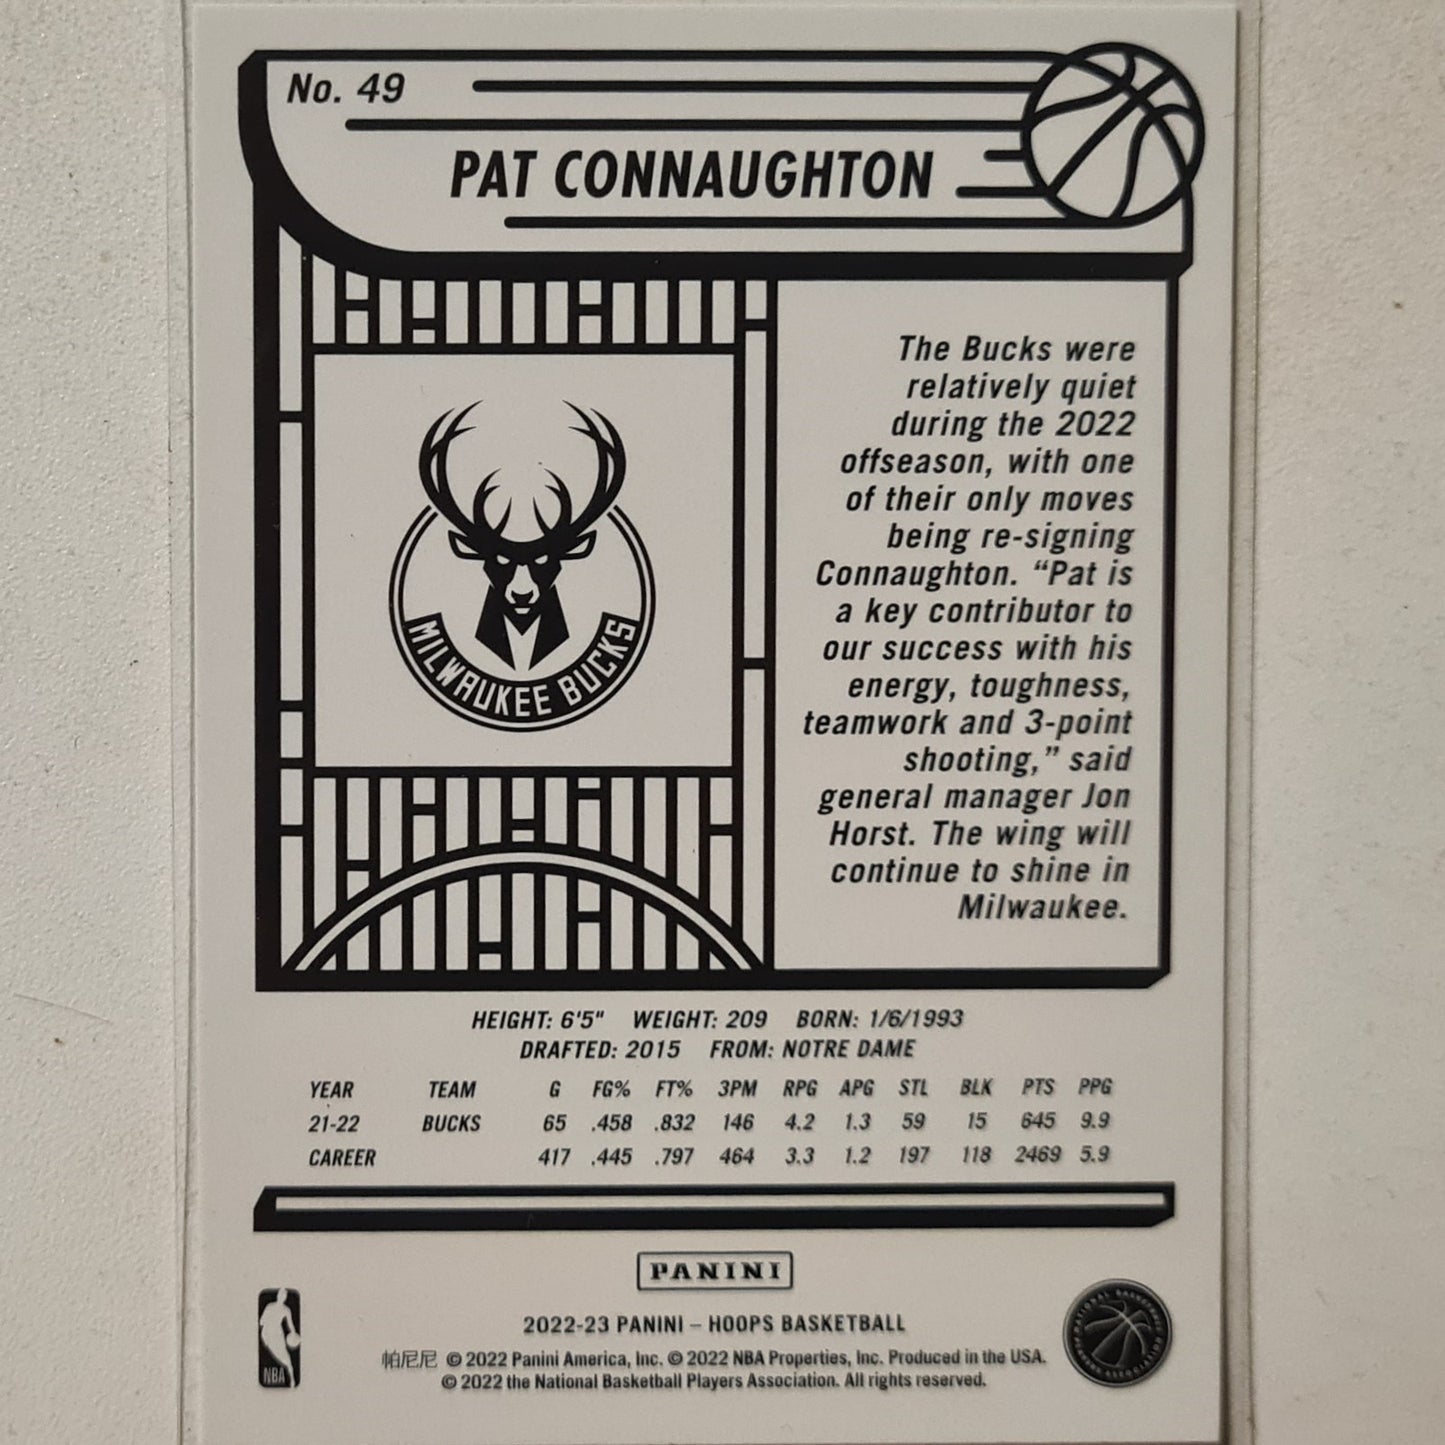 No. 49
PAT CONNAUGHTON
The Bucks were
relatively quiet
during the 2022
offseason, with one
of their only moves
being re-signing
Connaughton. “Pat is
a key contributor to
our success with his
energy, toughness,
teamwork and 3-point
shooting,” said
general manager Jon
Horst. The wing will
continue to shine in
Milwaukee.
MILWAUKEE BUCKS
HEIGHT: 6'5" WEIGHT: 209 BORN: 1/6/1993
DRAFTED: 2015 FROM: NOTRE DAME
YEAR TEAM G FG% FT% 3PM RPG APG STL BLK PTS PPG
21-22 BUCKS 65 .458 .832 146 4.2 1.3 59 15 645 9.9
CAREER 417 .445 .797 464 3.3 1.2 197 118 2469 5.9
PANINI
2022-23 PANINI – HOOPS BASKETBALL
帕尼尼 © 2022 Panini America, Inc. © 2022 NBA Properties, Inc. Produced in the USA.
© 2022 the National Basketball Players Association. All rights reserved.
NBA
NATIONAL BASKETBALL PLAYERS ASSOCIATION